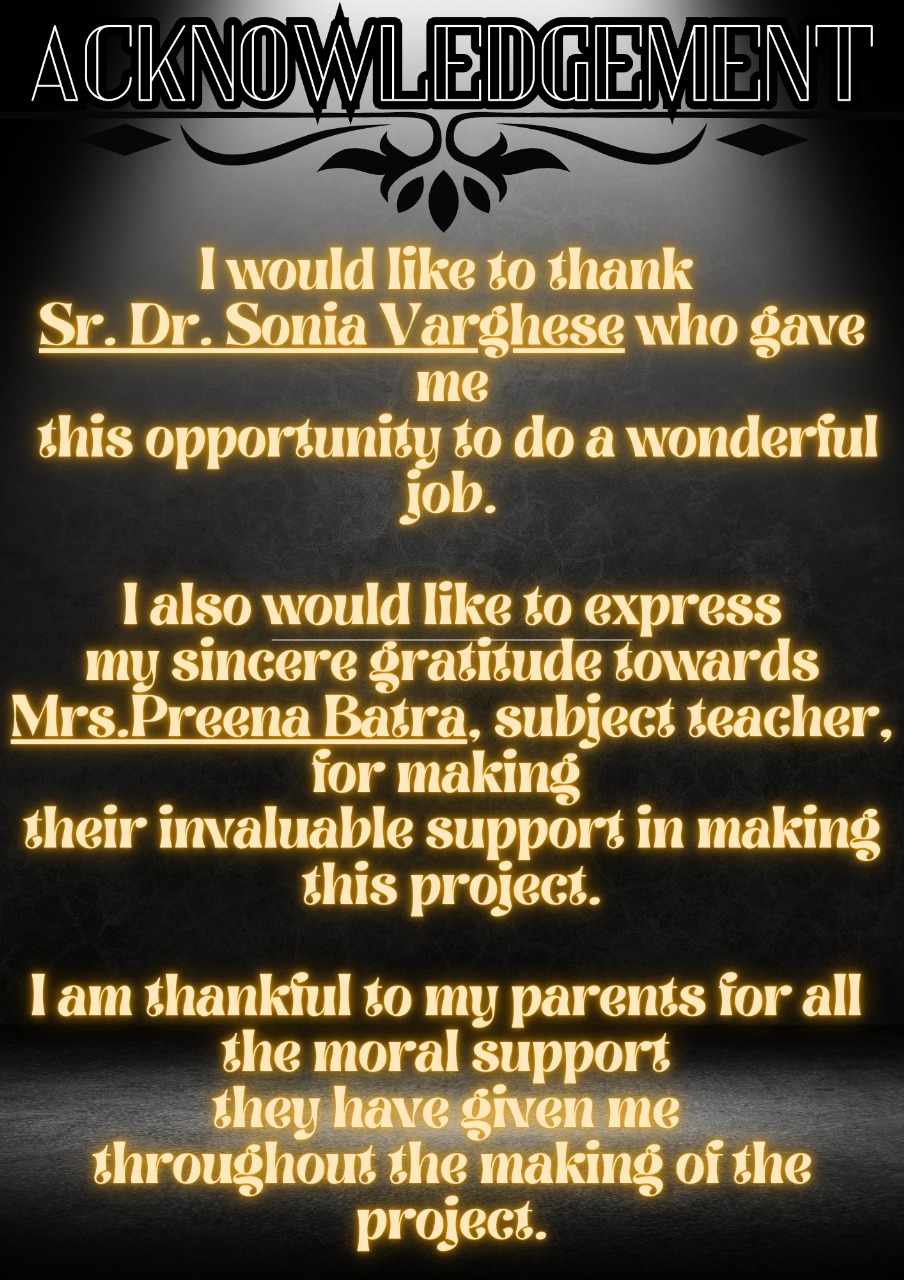 ACKNOWLEDGEMENT
I would like to thank
Sr. Dr. Sonia Varghese who gave
me
this opportunity to do a wonderful
job.
I also would like to express
my sincere gratitude towards
Mrs.Preena Batra, subject teacher,
for making
their invaluable support in making
this project.
I am thankful to my parents for all
the moral support
they have given me
throughout the making of the
project.